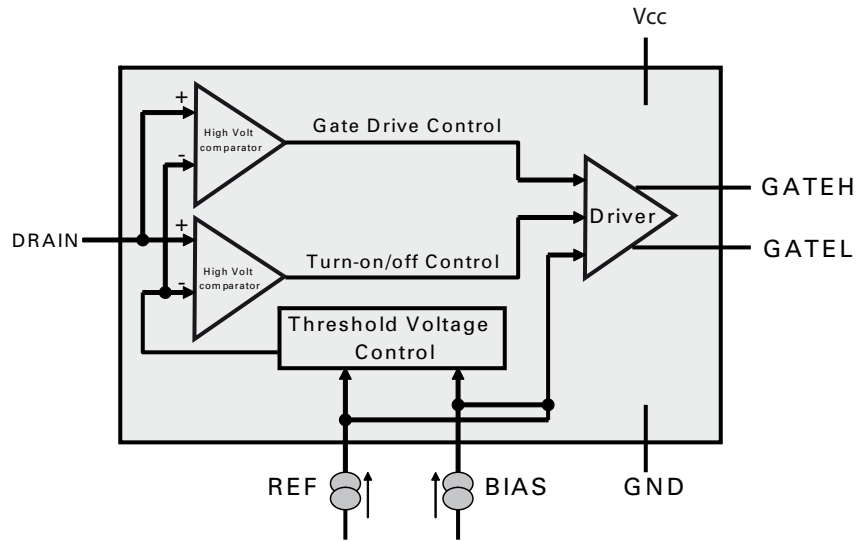 Vcc
+
High Volt
comparator
-
Gate Drive Control
GATEH
Driver
DRAIN
+
GATEL
High Volt
comparator
-
Turn-on/off Control
Threshold Voltage
Control
REF
BIAS
GND